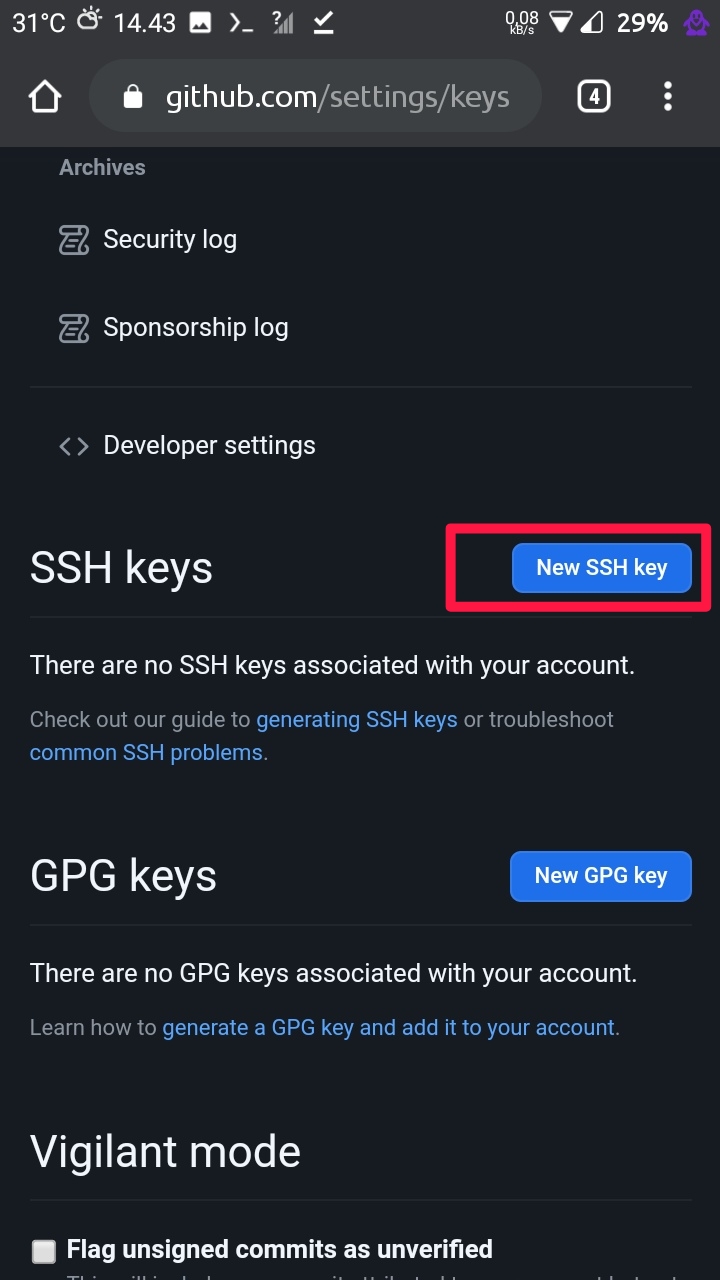 31°C 14.43 0,08 kB/s 29%
github.com/settings/keys 4
Archives
Security log
Sponsorship log
Developer settings
SSH keys New SSH key
There are no SSH keys associated with your account.
Check out our guide to generating SSH keys or troubleshoot
common SSH problems.
GPG keys New GPG key
There are no GPG keys associated with your account.
Learn how to generate a GPG key and add it to your account.
Vigilant mode
Flag unsigned commits as unverified